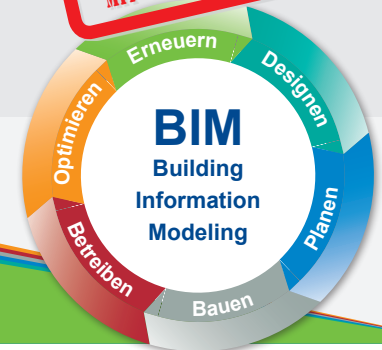 Erneuern
Designen
Planen
Bauen
Betreiben
Optimieren
BIM
Building
Information
Modeling